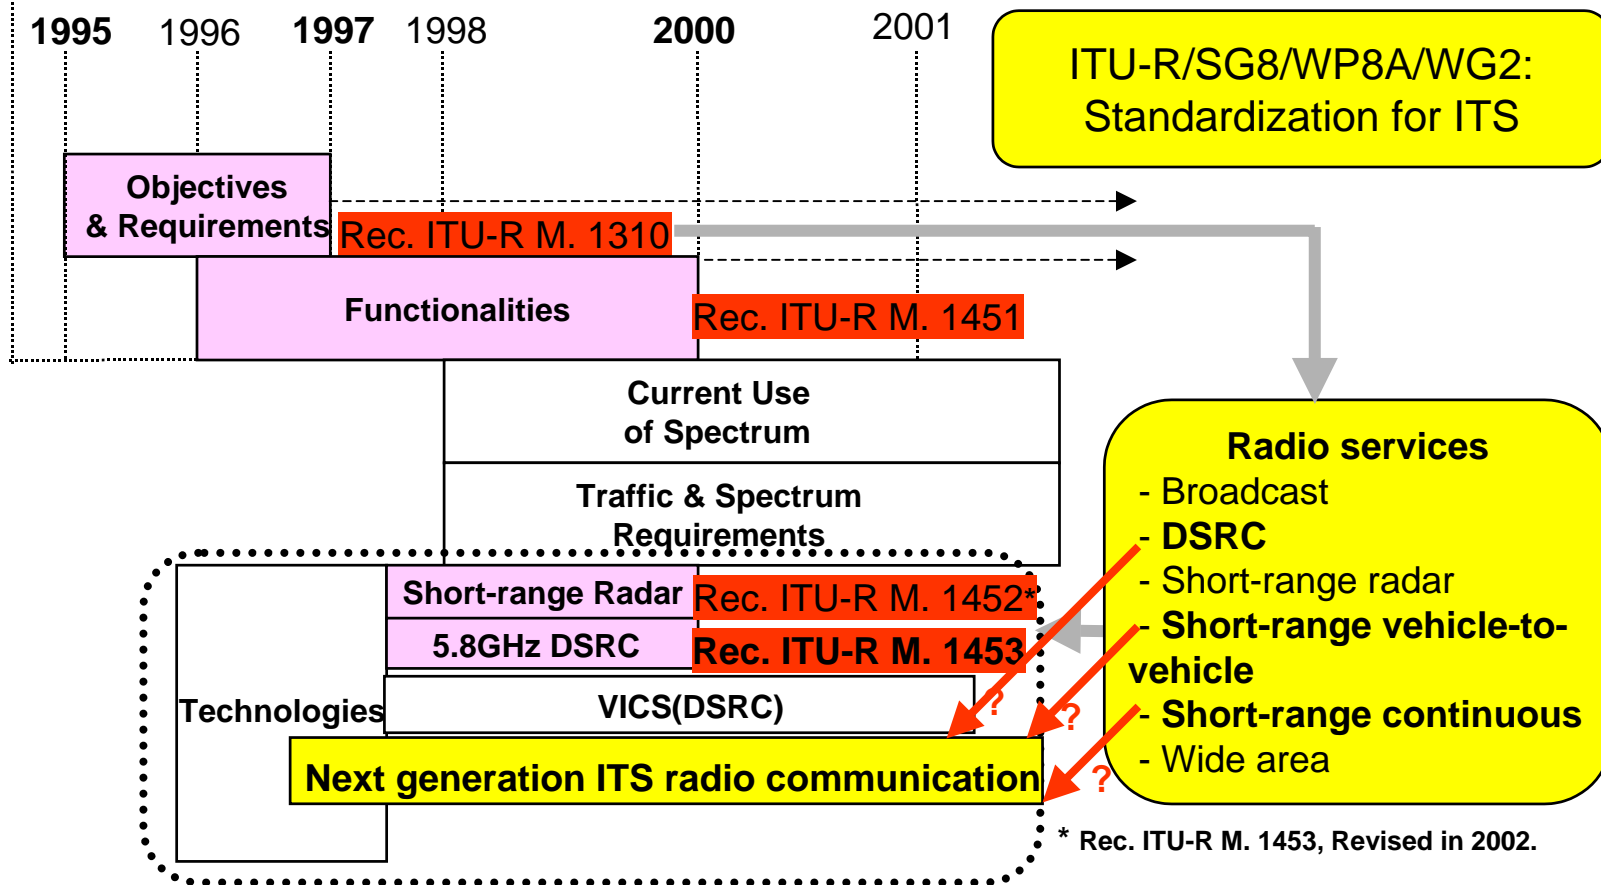 1995 1996 1997 1998 2000 2001
ITU-R/SG8/WP8A/WG2:
Standardization for ITS
Objectives
& Requirements
Rec. ITU-R M. 1310
Functionalities
Rec. ITU-R M. 1451
Current Use
of Spectrum
Traffic & Spectrum
Requirements
Radio services
- Broadcast
- DSRC
- Short-range radar
- Short-range vehicle-to-
vehicle
- Short-range continuous
- Wide area
Technologies
Short-range Radar
Rec. ITU-R M. 1452*
5.8GHz DSRC
Rec. ITU-R M. 1453
VICS(DSRC)
?
?
?
Next generation ITS radio communication
* Rec. ITU-R M. 1453, Revised in 2002.